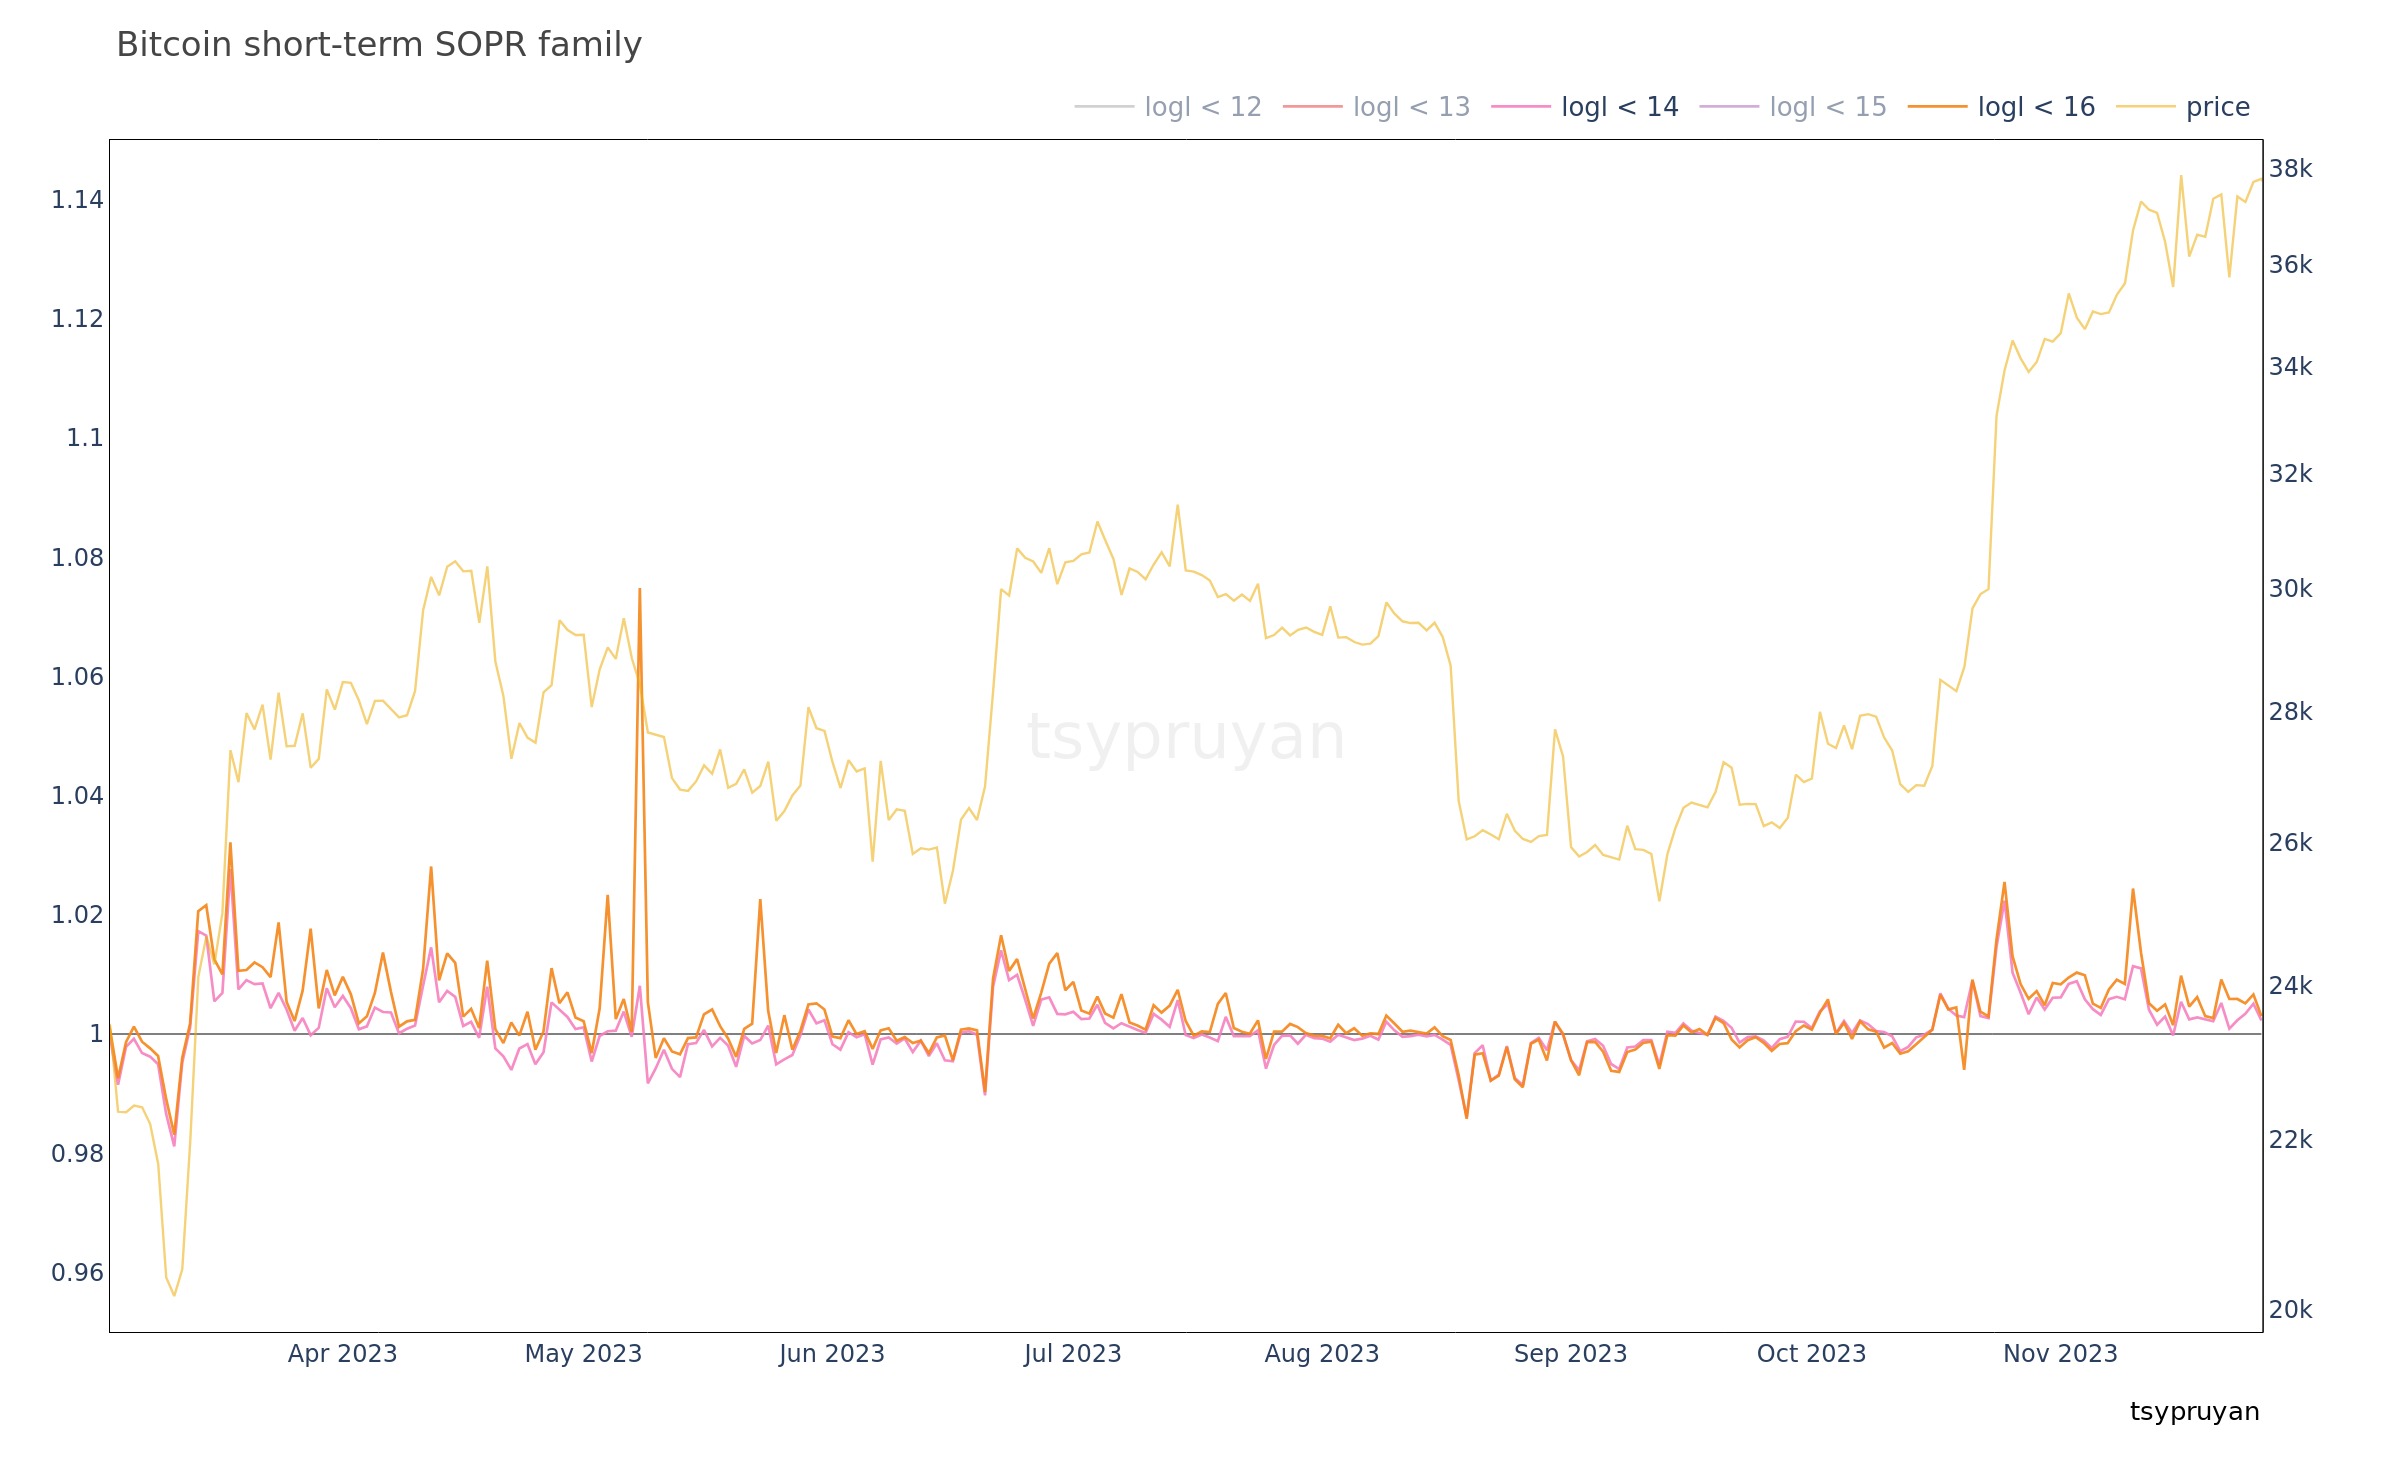 Bitcoin short-term SOPR family
logl < 12 logl < 13 logl < 14 logl < 15 logl < 16 price
1.14
1.12
1.1
1.08
1.06
1.04
1.02
1
0.98
0.96
38k
36k
34k
32k
30k
28k
26k
24k
22k
20k
tsypruyan
Apr 2023 May 2023 Jun 2023 Jul 2023 Aug 2023 Sep 2023 Oct 2023 Nov 2023
tsypruyan